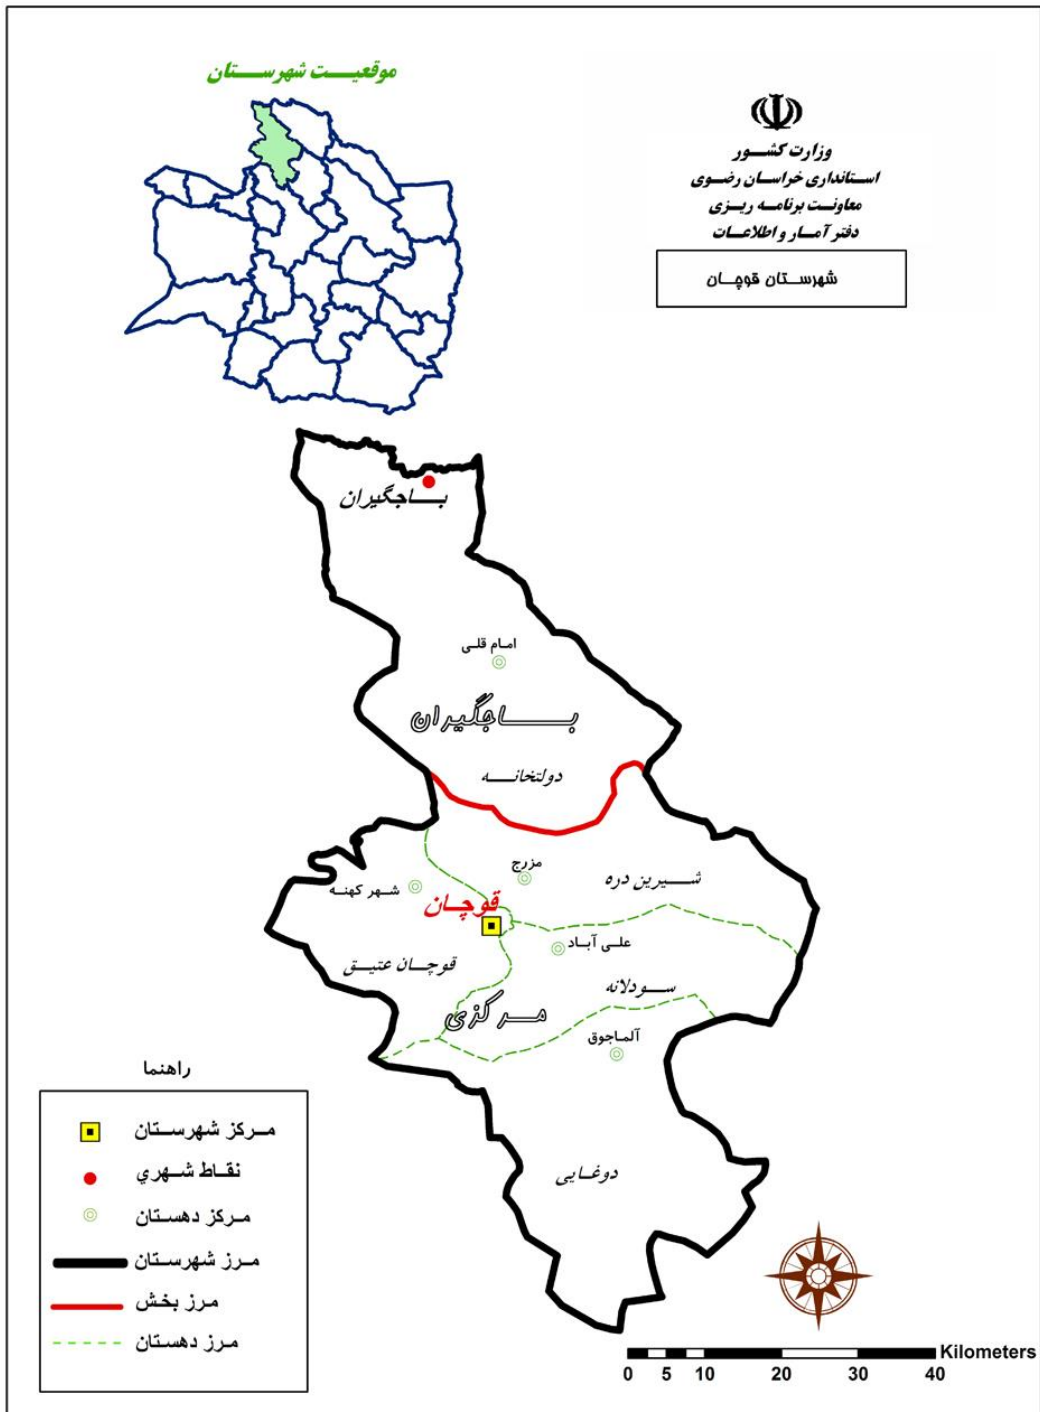 موقعیت شهرستان
وزارت کشور
استانداری خراسان رضوی
معاونت برنامه ریزی
دفتر آمار و اطلاعات
شهرستان قوچان
باجگیران
امام قلی
باجگیران
دولتخانه
مزرج
شیرین دره
شهر کهنه
قوچان
علی آباد
قوچان عتیق
سودلانه
مرکزی
آلماجوق
دوغایی
راهنما
مرکز شهرستان
نقاط شهري
مرکز دهستان
مرز شهرستان
مرز بخش
مرز دهستان
Kilometers
0 5 10 20 30 40